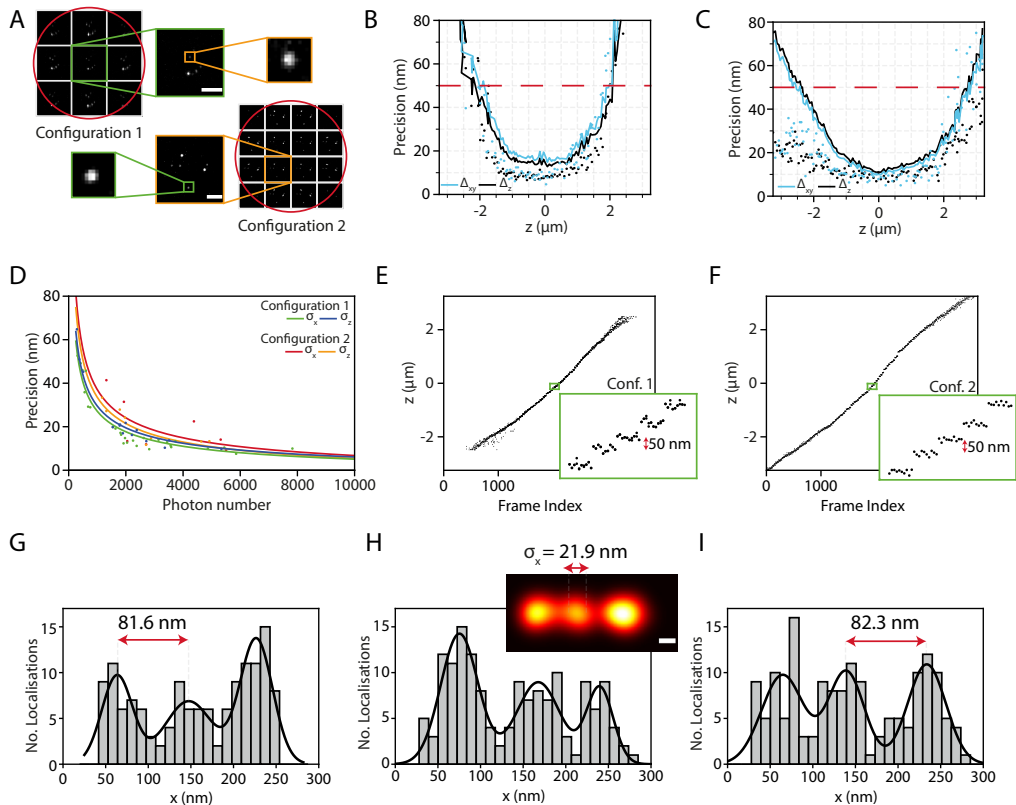 A
Configuration 1
Configuration 2
B
Precision (nm)
80
60
40
20
0
-2
0
2
z (μm)
Δxy
Δz
C
Precision (nm)
80
60
40
20
0
-2
0
2
z (μm)
Δxy
Δz
D
Precision (nm)
80
60
40
20
0
0
2000
4000
6000
8000
10000
Photon number
Configuration 1
σx
σz
Configuration 2
σx
σz
E
z (μm)
2
0
-2
1000
Frame Index
Conf. 1
50 nm
F
z (μm)
2
0
-2
0
1000
Frame Index
Conf. 2
50 nm
G
No. Localisations
15
10
5
0
0
50
100
150
200
250
300
x (nm)
81.6 nm
H
σx = 21.9 nm
15
10
5
0
0
50
100
150
200
250
300
x (nm)
No. Localisations
I
No. Localisations
15
10
5
0
0
50
100
150
200
250
300
x (nm)
82.3 nm